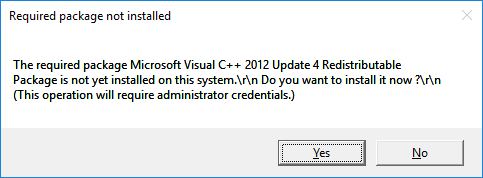 Required package not installed
The required package Microsoft Visual C++ 2012 Update 4 Redistributable
Package is not yet installed on this system.\r\n Do you want to install it now ?\r\n
(This operation will require administrator credentials.)
Yes
No